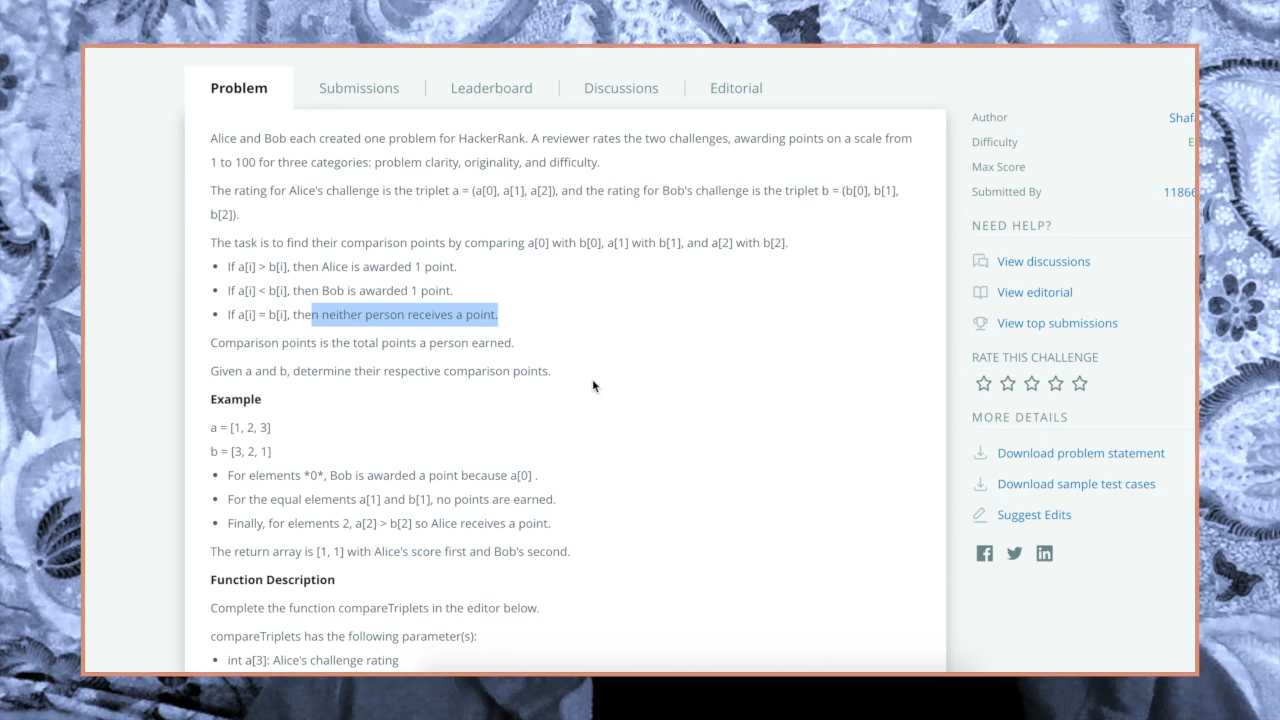 Problem
Submissions
Leaderboard
Discussions
Editorial
Alice and Bob each created one problem for HackerRank. A reviewer rates the two challenges, awarding points on a scale from
1 to 100 for three categories: problem clarity, originality, and difficulty.
The rating for Alice's challenge is the triplet a = (a[0], a[1], a[2]), and the rating for Bob's challenge is the triplet b = (b[0], b[1],
b[2]).
The task is to find their comparison points by comparing a[0] with b[0], a[1] with b[1], and a[2] with b[2].
• If a[i] > b[i], then Alice is awarded 1 point.
• If a[i] < b[i], then Bob is awarded 1 point.
• If a[i] = b[i], then neither person receives a point.
Comparison points is the total points a person earned.
Given a and b, determine their respective comparison points.
Example
a = [1, 2, 3]
b = [3, 2, 1]
• For elements *0*, Bob is awarded a point because a[0] .
• For the equal elements a[1] and b[1], no points are earned.
• Finally, for elements 2, a[2] > b[2] so Alice receives a point.
The return array is [1, 1] with Alice's score first and Bob's second.
Function Description
Complete the function compareTriplets in the editor below.
compareTriplets has the following parameter(s):
• int a[3]: Alice's challenge rating
Author
Difficulty
Max Score
Submitted By
NEED HELP?
View discussions
View editorial
View top submissions
RATE THIS CHALLENGE
MORE DETAILS
Download problem statement
Download sample test cases
Suggest Edits